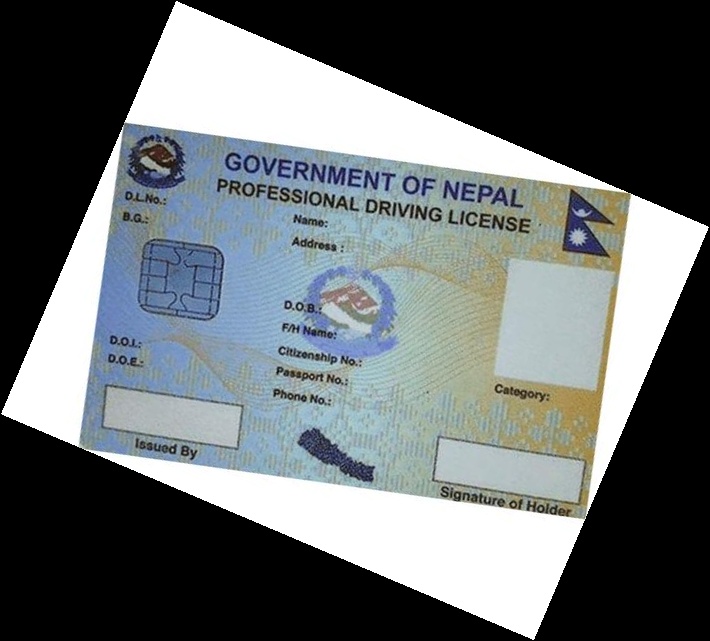 GOVERNMENT OF NEPAL
PROFESSIONAL DRIVING LICENSE
D.L.No.:
B.G.:
Name:
Address :
D.O.B.:
F/H Name:
Citizenship No.:
Passport No.:
Phone No.:
D.O.I.:
D.O.E.:
Category:
Issued By
Signature of Holder